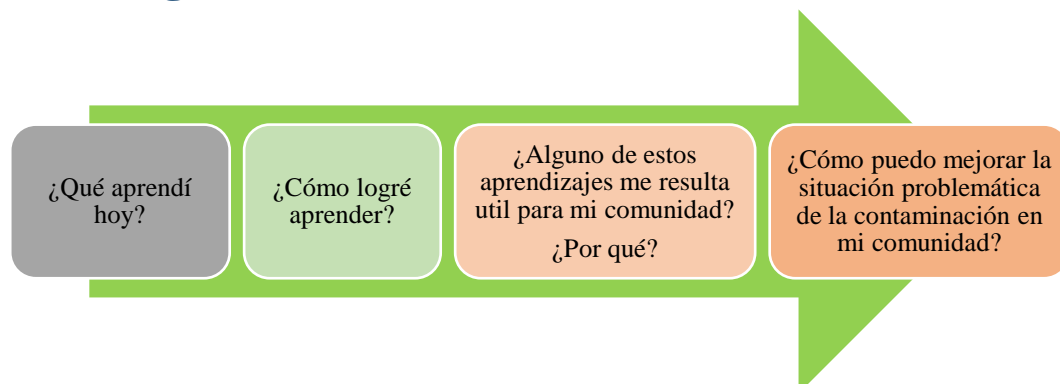 ¿Qué aprendí
hoy?
¿Cómo logré
aprender?
¿Alguno de estos
aprendizajes me resulta
util para mi comunidad?
¿Por qué?
¿Cómo puedo mejorar la
situación problemática
de la contaminación en
mi comunidad?